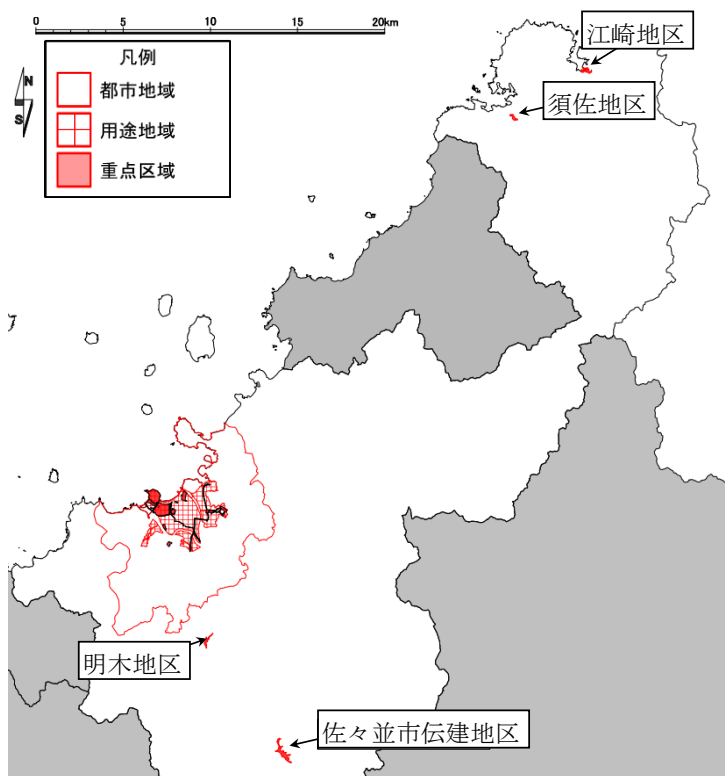 0 5 10 20km
凡例
都市地域
用途地域
重点区域
N
S
江崎地区
須佐地区
明木地区
佐々並市伝建地区